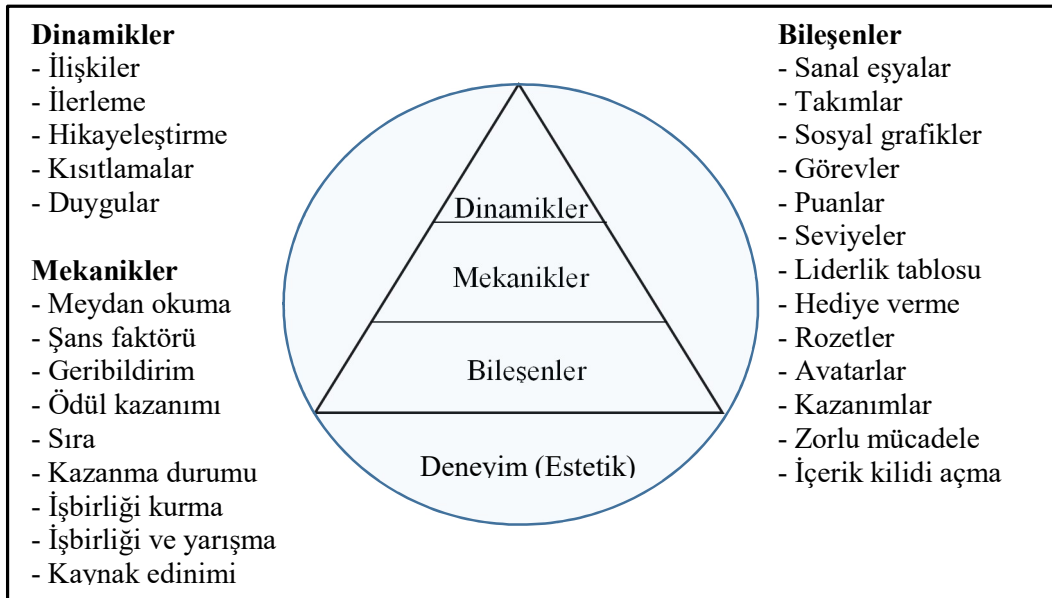 Dinamikler
- İlişkiler
- İlerleme
- Hikayeleştirme
- Kısıtlamalar
- Duygular
Mekanikler
- Meydan okuma
- Şans faktörü
- Geribildirim
- Ödül kazanımı
- Sıra
- Kazanma durumu
- İşbirliği kurma
- İşbirliği ve yarışma
- Kaynak edinimi
Dinamikler
Mekanikler
Bileşenler
Deneyim (Estetik)
Bileşenler
- Sanal eşyalar
- Takımlar
- Sosyal grafikler
- Görevler
- Puanlar
- Seviyeler
- Liderlik tablosu
- Hediye verme
- Rozetler
- Avatarlar
- Kazanımlar
- Zorlu mücadele
- İçerik kilidi açma